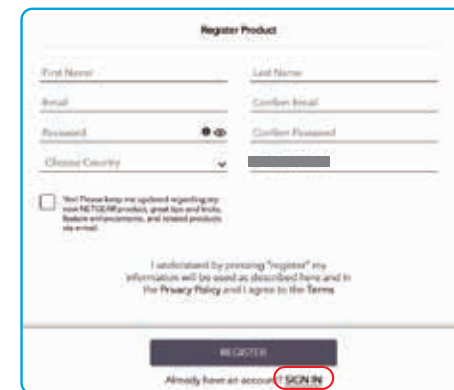 Register Product
First Name
Last Name
Email
Confirm Email
Password
Confirm Password
Choose Country
Yes! Please keep me updated regarding my
new NETGEAR product, great tips and tricks,
feature enhancements, and related products
via e-mail.
I understand by pressing "register" my
information will be used as described here and in
the Privacy Policy and I agree to the Terms
REGISTER
Already have an account? SIGN IN